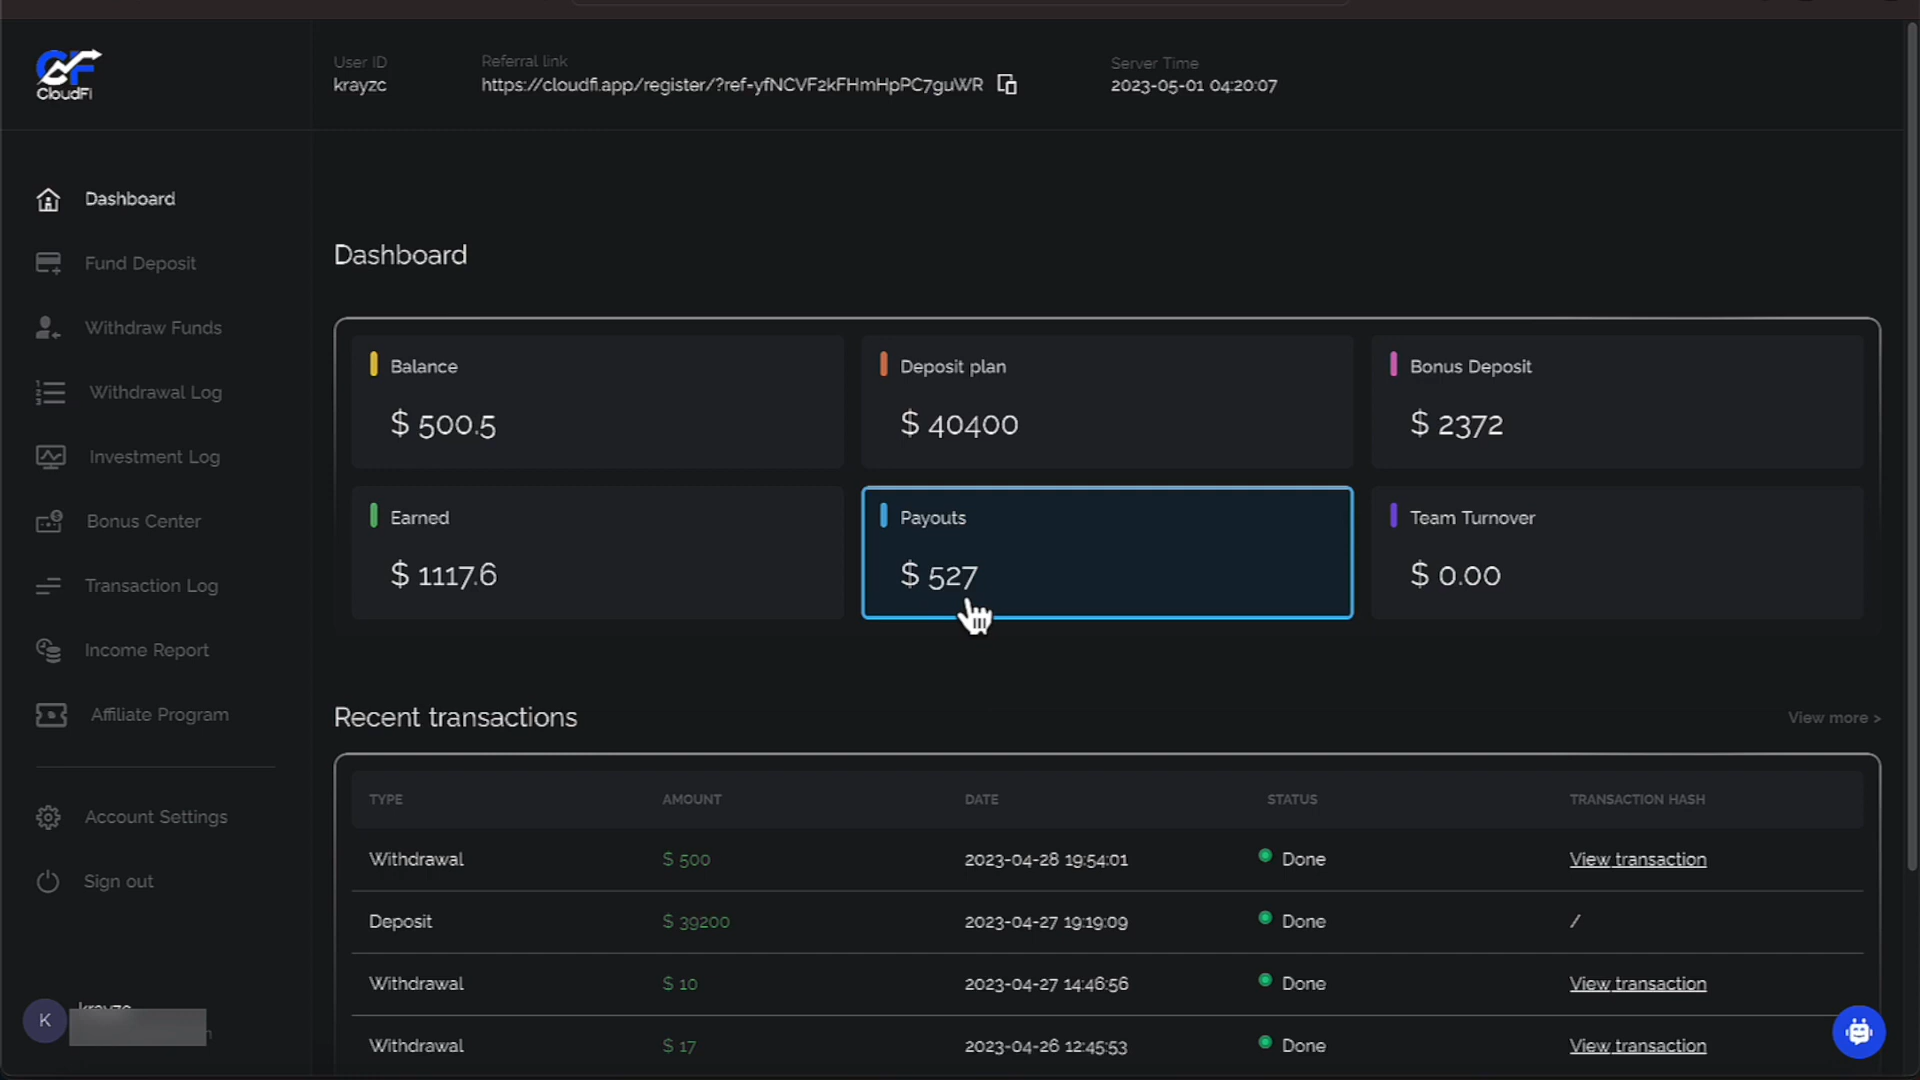 CF
CloudFi
User ID
krayzc
Referral link
https://cloudfi.app/register/?ref=yfNCVF2kFHmHpPC7guWR
Server Time
2023-05-01 04:20:07
Dashboard
Fund Deposit
Withdraw Funds
Withdrawal Log
Investment Log
Bonus Center
Transaction Log
Income Report
Affiliate Program
Account Settings
Sign out
K
krayzc
Dashboard
Balance
$ 500.5
Deposit plan
$ 40400
Bonus Deposit
$ 2372
Earned
$ 1117.6
Payouts
$ 527
Team Turnover
$ 0.00
Recent transactions
View more >
TYPE AMOUNT DATE STATUS TRANSACTION HASH
Withdrawal $ 500 2023-04-28 19:54:01 Done View transaction
Deposit $ 39200 2023-04-27 19:19:09 Done /
Withdrawal $ 10 2023-04-27 14:46:56 Done View transaction
Withdrawal $ 17 2023-04-26 12:45:53 Done View transaction